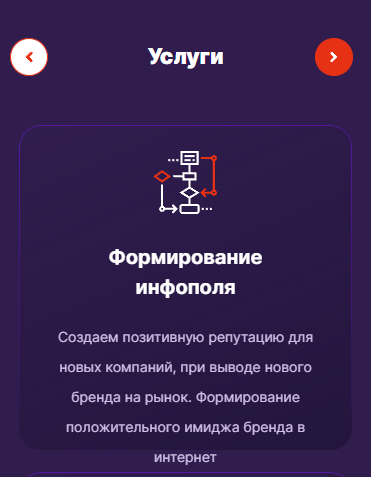 Услуги
Формирование
инфополя
Создаем позитивную репутацию для
новых компаний, при выводе нового
бренда на рынок. Формирование
положительного имиджа бренда в
интернет